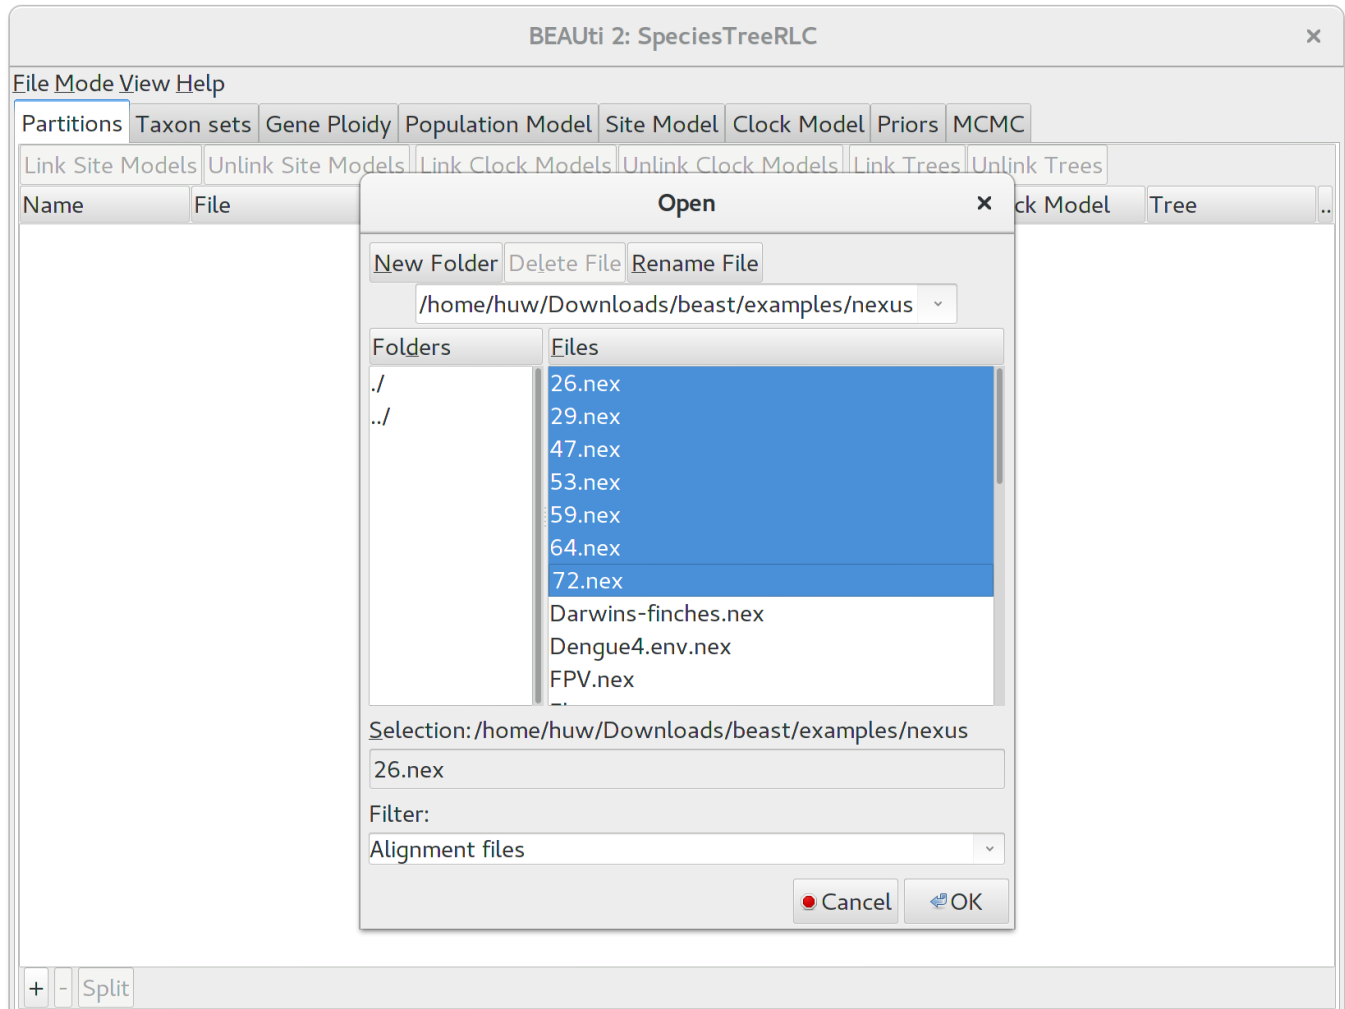 BEAUti 2: SpeciesTreeRLC
File Mode View Help
Partitions Taxon sets Gene Ploidy Population Model Site Model Clock Model Priors MCMC
Link Site Models Unlink Site Models Link Clock Models Unlink Clock Models Link Trees Unlink Trees
Name File ck Model Tree ..
Open
New Folder Delete File Rename File
/home/huw/Downloads/beast/examples/nexus
Folders Files
./ 26.nex
../ 29.nex
47.nex
53.nex
59.nex
64.nex
72.nex
Darwins-finches.nex
Dengue4.env.nex
FPV.nex
Selection:/home/huw/Downloads/beast/examples/nexus
26.nex
Filter:
Alignment files
Cancel OK
+ - Split